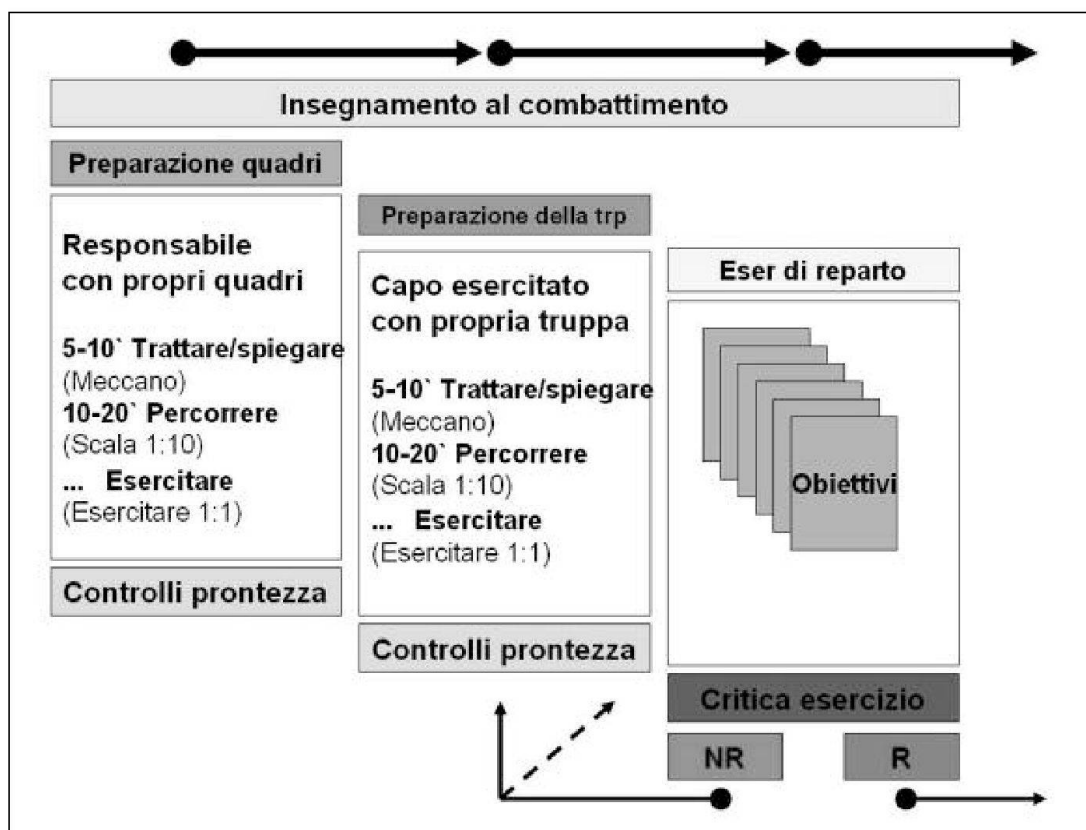 Insegnamento al combattimento
Preparazione quadri
Responsabile
con propri quadri
5-10` Trattare/spiegare
(Meccano)
10-20` Percorrere
(Scala 1:10)
... Esercitare
(Esercitare 1:1)
Controlli prontezza
Preparazione della trp
Capo esercitato
con propria truppa
5-10` Trattare/spiegare
(Meccano)
10-20` Percorrere
(Scala 1:10)
... Esercitare
(Esercitare 1:1)
Controlli prontezza
Eser di reparto
Obiettivi
Critica esercizio
NR
R